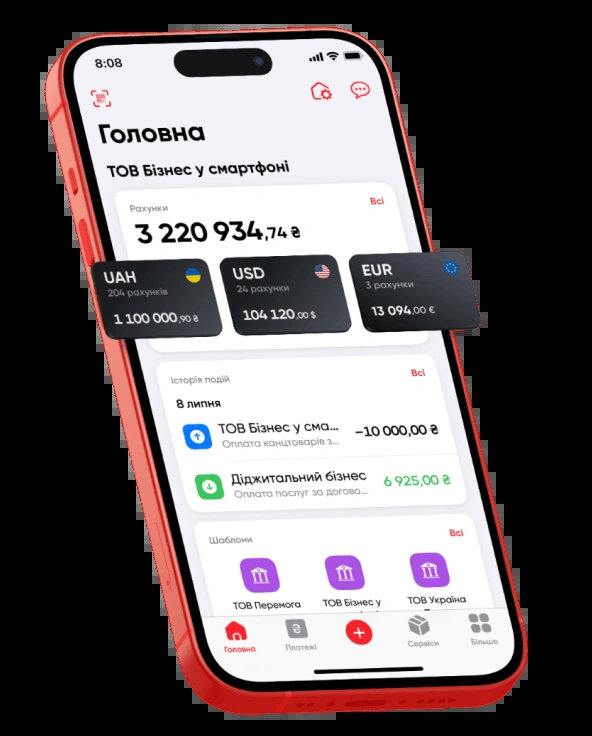 8:08
Головна
ТОВ Бізнес у смартфоні
Рахунки
Всі
3 220 934,74 ₴
UAH
204 рахунків
1 100 000,90 ₴
USD
24 рахунки
104 120,00 $
EUR
3 рахунки
13 094,00 €
Історія подій
Всі
8 липня
ТОВ Бізнес у сма...
–10 000,00 ₴
Оплата канцтоварів з...
Діджитальний бізнес
6 925,00 ₴
Оплата послуг за догово...
Шаблони
Всі
ТОВ Перемога
ТОВ Бізнес у
ТОВ Україна
Головна
Платежі
Сервіси
Більше